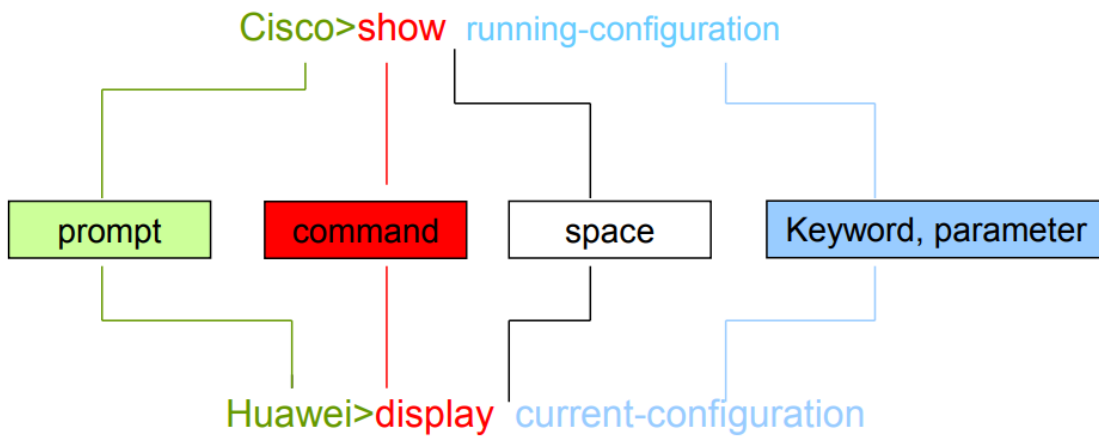 Cisco>show running-configuration
prompt command space Keyword, parameter
Huawei>display current-configuration